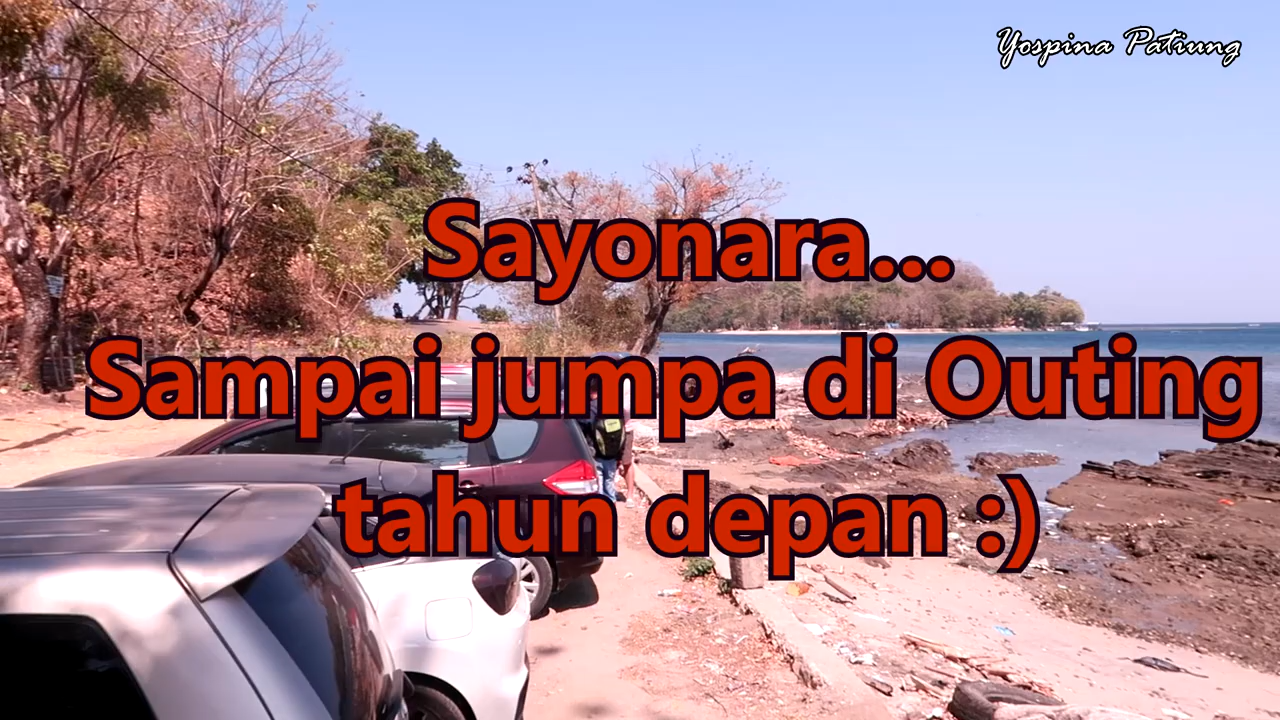 Yospina Patiung
Sayonara...
Sampai jumpa di Outing
tahun depan :)